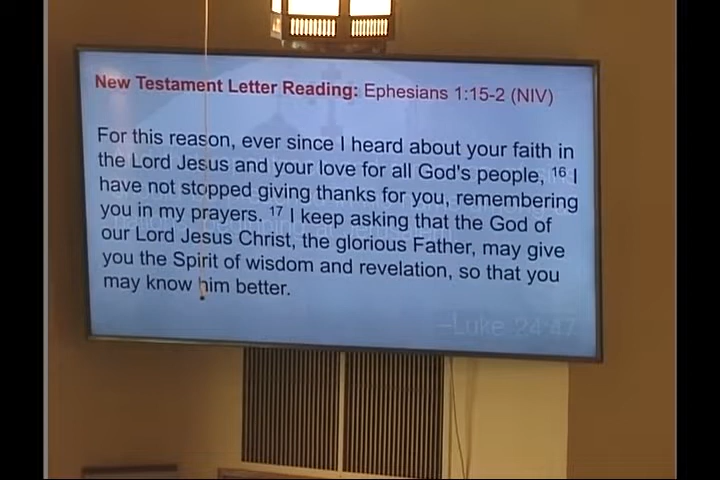 New Testament Letter Reading: Ephesians 1:15-2 (NIV)
For this reason, ever since I heard about your faith in
the Lord Jesus and your love for all God's people, 16 I
have not stopped giving thanks for you, remembering
you in my prayers. 17 I keep asking that the God of
our Lord Jesus Christ, the glorious Father, may give
you the Spirit of wisdom and revelation, so that you
may know him better.
–Luke 24:47